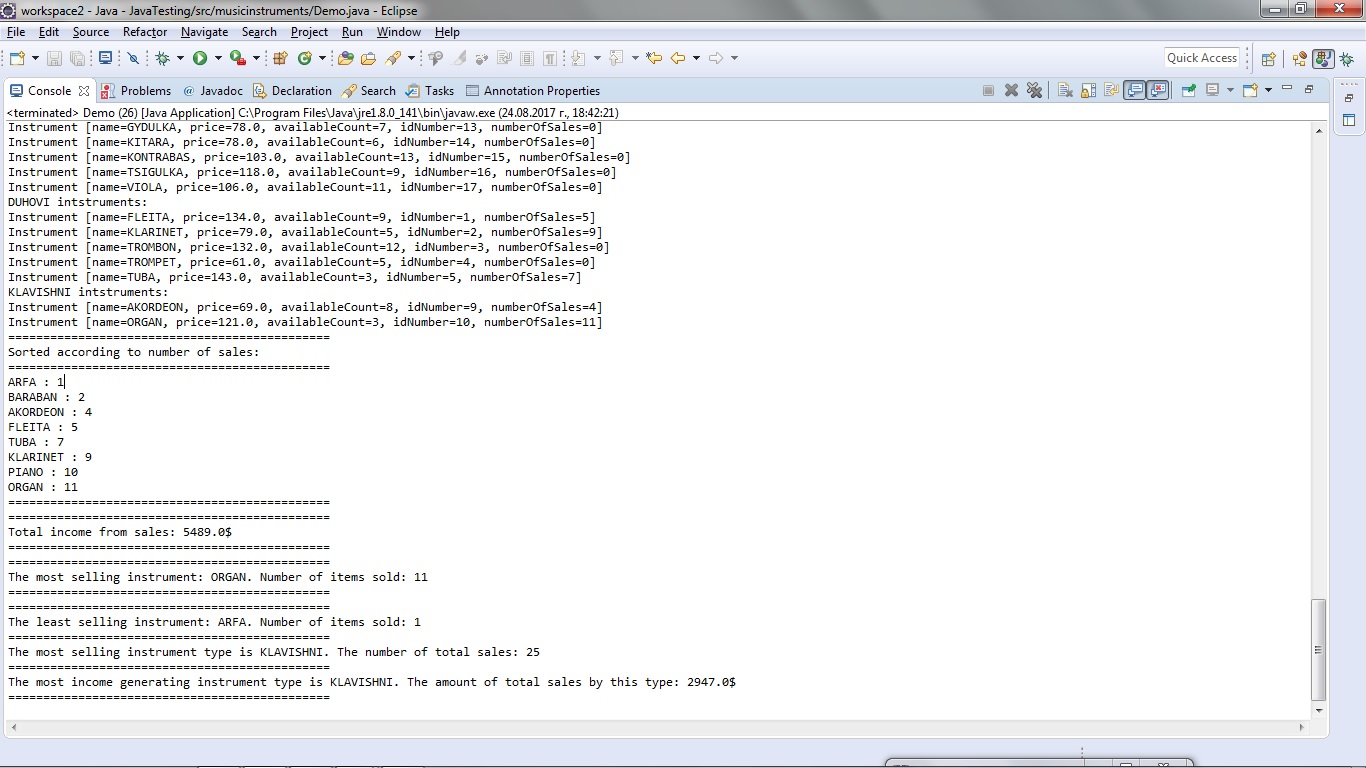 workspace2 - Java - JavaTesting/src/musicinstruments/Demo.java - Eclipse
File Edit Source Refactor Navigate Search Project Run Window Help
Quick Access
Console Problems @ Javadoc Declaration Search Tasks Annotation Properties
<terminated> Demo (26) [Java Application] C:\Program Files\Java\jre1.8.0_141\bin\javaw.exe (24.08.2017 г., 18:42:21)
Instrument [name=GYDULKA, price=78.0, availableCount=7, idNumber=13, numberOfSales=0]
Instrument [name=KITARA, price=78.0, availableCount=6, idNumber=14, numberOfSales=0]
Instrument [name=KONTRABAS, price=103.0, availableCount=13, idNumber=15, numberOfSales=0]
Instrument [name=TSIGULKA, price=118.0, availableCount=9, idNumber=16, numberOfSales=0]
Instrument [name=VIOLA, price=106.0, availableCount=11, idNumber=17, numberOfSales=0]
DUHOVI intstruments:
Instrument [name=FLEITA, price=134.0, availableCount=9, idNumber=1, numberOfSales=5]
Instrument [name=KLARINET, price=79.0, availableCount=5, idNumber=2, numberOfSales=9]
Instrument [name=TROMBON, price=132.0, availableCount=12, idNumber=3, numberOfSales=0]
Instrument [name=TROMPET, price=61.0, availableCount=5, idNumber=4, numberOfSales=0]
Instrument [name=TUBA, price=143.0, availableCount=3, idNumber=5, numberOfSales=7]
KLAVISHNI intstruments:
Instrument [name=AKORDEON, price=69.0, availableCount=8, idNumber=9, numberOfSales=4]
Instrument [name=ORGAN, price=121.0, availableCount=3, idNumber=10, numberOfSales=11]
==============================================
Sorted according to number of sales:
==============================================
ARFA : 1
BARABAN : 2
AKORDEON : 4
FLEITA : 5
TUBA : 7
KLARINET : 9
PIANO : 10
ORGAN : 11
==============================================
==============================================
Total income from sales: 5489.0$
==============================================
==============================================
The most selling instrument: ORGAN. Number of items sold: 11
==============================================
==============================================
The least selling instrument: ARFA. Number of items sold: 1
==============================================
The most selling instrument type is KLAVISHNI. The number of total sales: 25
==============================================
The most income generating instrument type is KLAVISHNI. The amount of total sales by this type: 2947.0$
==============================================